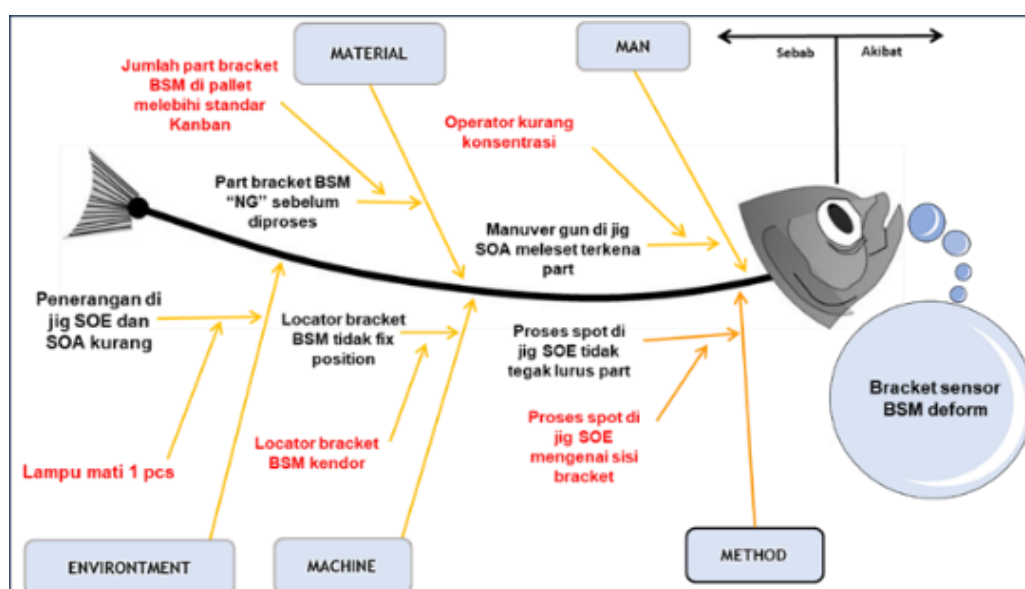 MATERIAL
MAN
Sebab
Akibat
Jumlah part bracket
BSM di pallet
melebihi standar
Kanban
Operator kurang
konsentrasi
Part bracket BSM
“NG” sebelum
diproses
Manuver gun di jig
SOA meleset terkena
part
Penerangan di
jig SOE dan
SOA kurang
Locator bracket
BSM tidak fix
position
Proses spot di
jig SOE tidak
tegak lurus part
Bracket sensor
BSM deform
Lampu mati 1 pcs
Locator bracket
BSM kendor
Proses spot di
jig SOE
mengenai sisi
bracket
ENVIRONTMENT
MACHINE
METHOD